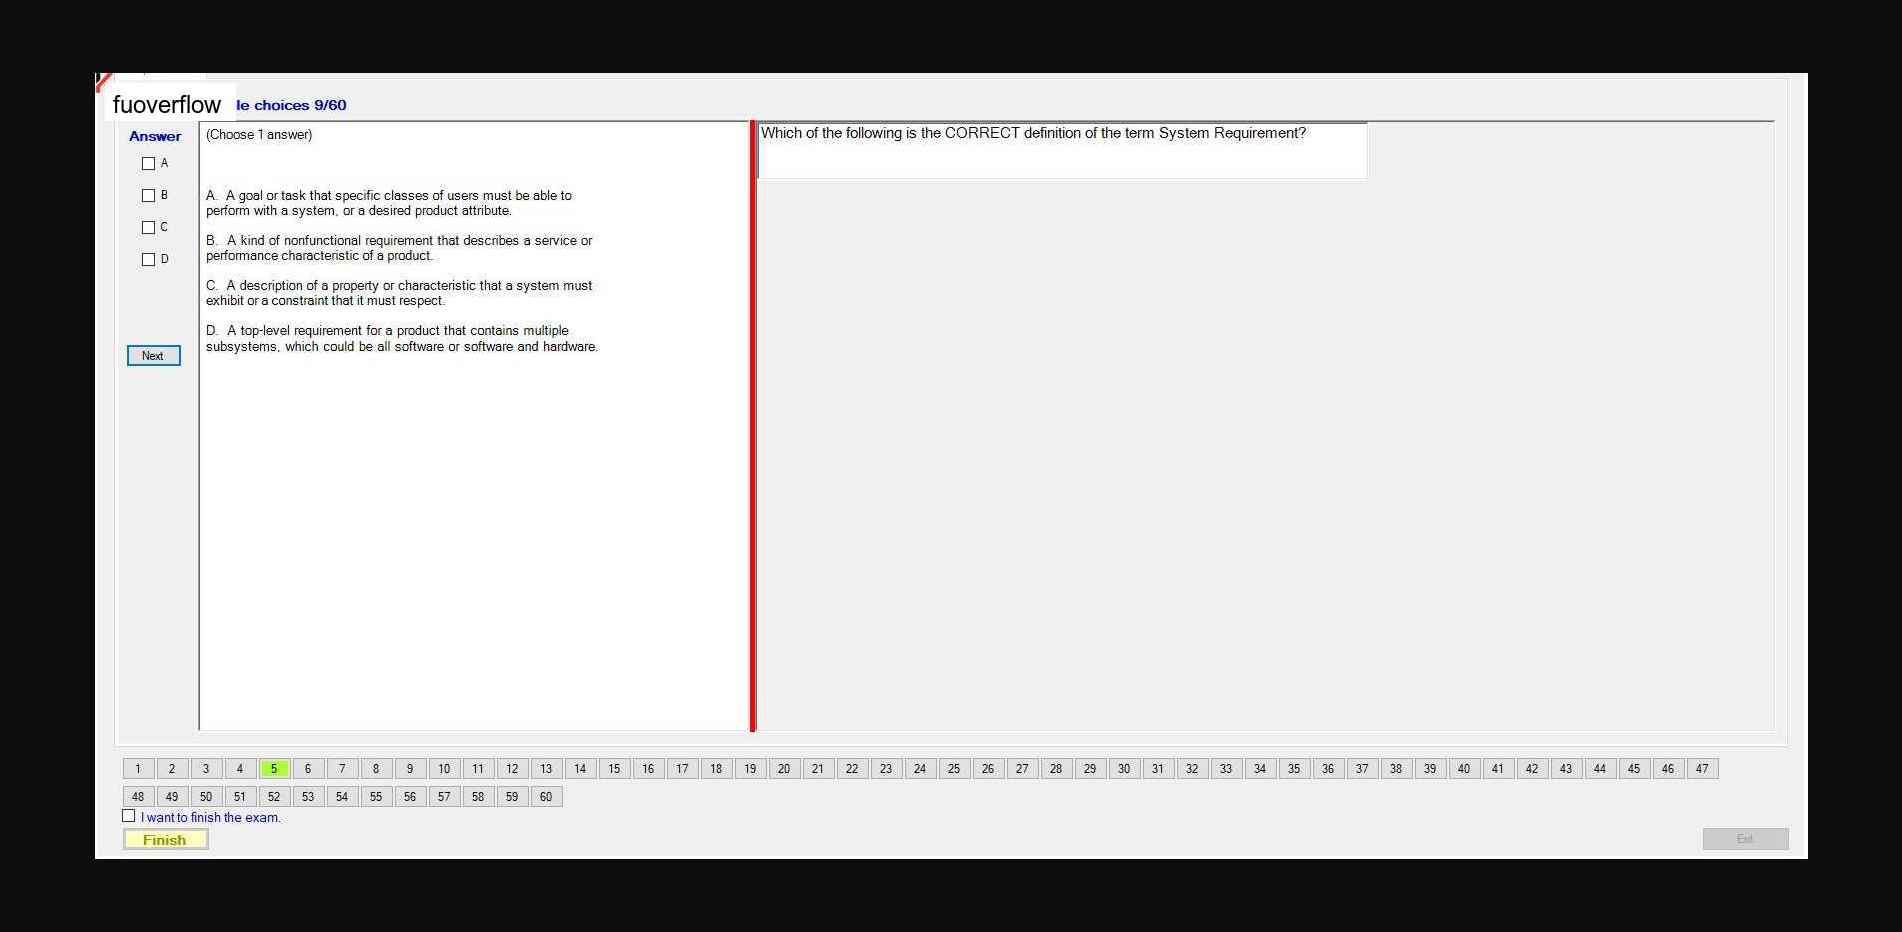 fuoverflow
le choices 9/60
Answer
(Choose 1 answer)
Which of the following is the CORRECT definition of the term System Requirement?
A
B
C
D
A. A goal or task that specific classes of users must be able to
perform with a system, or a desired product attribute.
B. A kind of nonfunctional requirement that describes a service or
performance characteristic of a product.
C. A description of a property or characteristic that a system must
exhibit or a constraint that it must respect.
D. A top-level requirement for a product that contains multiple
subsystems, which could be all software or software and hardware.
Next
1 2 3 4 5 6 7 8 9 10 11 12 13 14 15 16 17 18 19 20 21 22 23 24 25 26 27 28 29 30 31 32 33 34 35 36 37 38 39 40 41 42 43 44 45 46 47
48 49 50 51 52 53 54 55 56 57 58 59 60
I want to finish the exam.
Finish
Exit